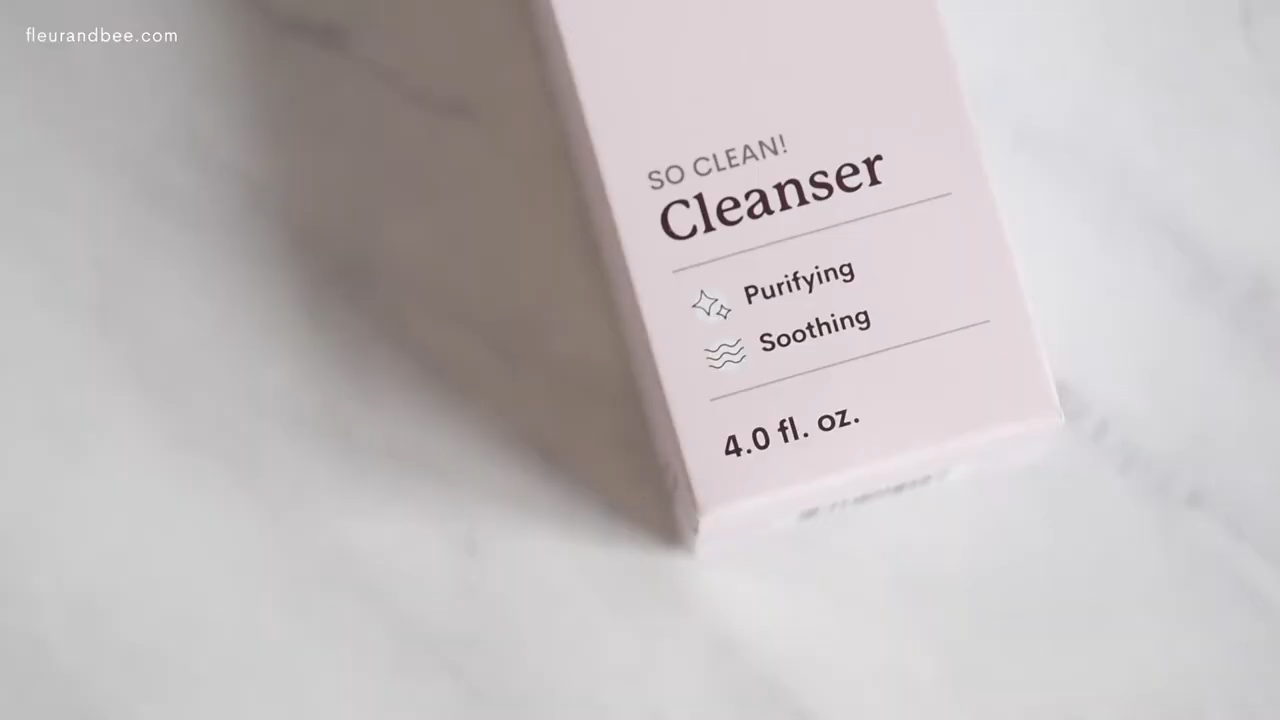 fleurandbee.com
SO CLEAN!
Cleanser
Purifying
Soothing
4.0 fl. oz.